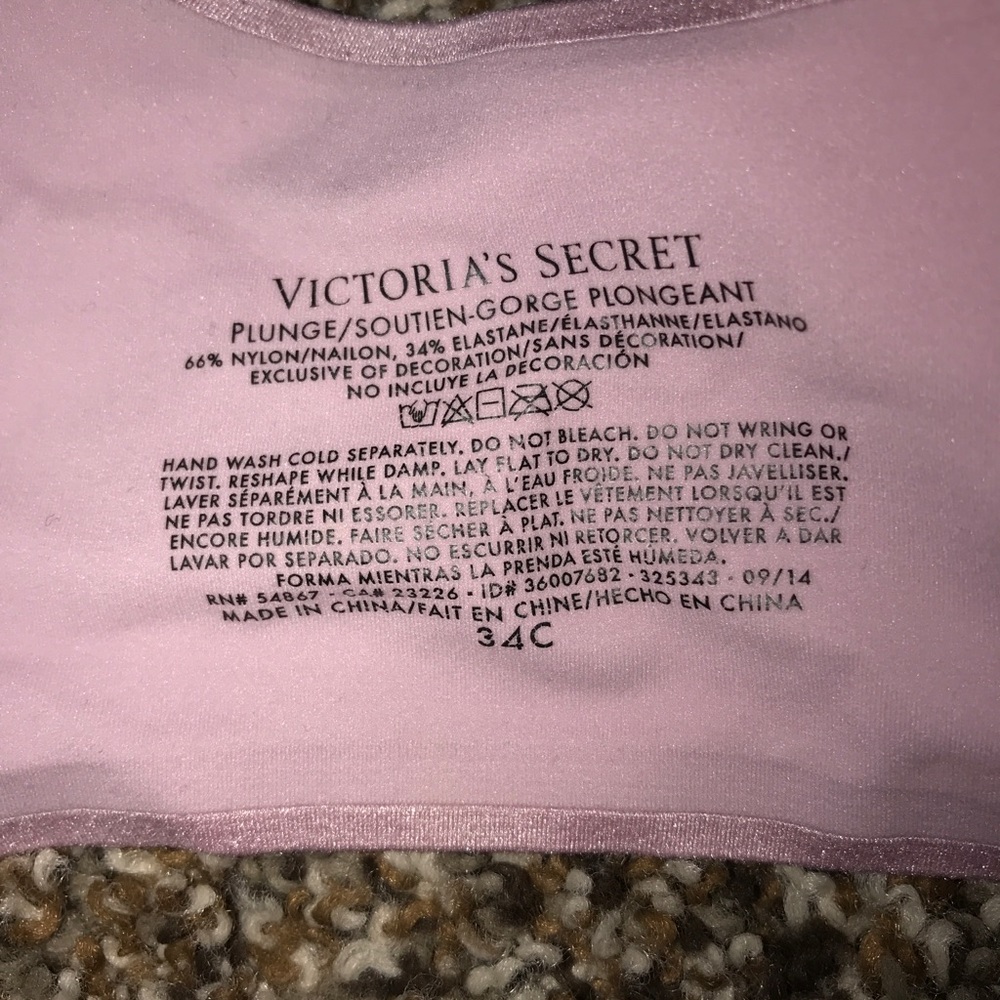 VICTORIA'S SECRET
PLUNGE/SOUTIEN-GORGE PLONGEANT
66% NYLON/NAILON, 34% ELASTANE/ÉLASTHANNE/ELASTANO
EXCLUSIVE OF DECORATION/SANS DÉCORATION/
NO INCLUYE LA DECORACIÓN
HAND WASH COLD SEPARATELY. DO NOT BLEACH. DO NOT WRING OR
TWIST. RESHAPE WHILE DAMP. LAY FLAT TO DRY. DO NOT DRY CLEAN./
LAVER SÉPARÉMENT À LA MAIN, À L'EAU FROIDE. NE PAS JAVELLISER.
NE PAS TORDRE NI ESSORER. REPLACER LE VÊTEMENT LORSQU'IL EST
ENCORE HUMIDE. FAIRE SÉCHER À PLAT. NE PAS NETTOYER À SEC./
LAVAR POR SEPARADO. NO ESCURRIR NI RETORCER. VOLVER A DAR
FORMA MIENTRAS LA PRENDA ESTÉ HÚMEDA.
RN# 54867 - CA# 23226 - ID# 36007682 - 325343 - 09/14
MADE IN CHINA/FAIT EN CHINE/HECHO EN CHINA
34C